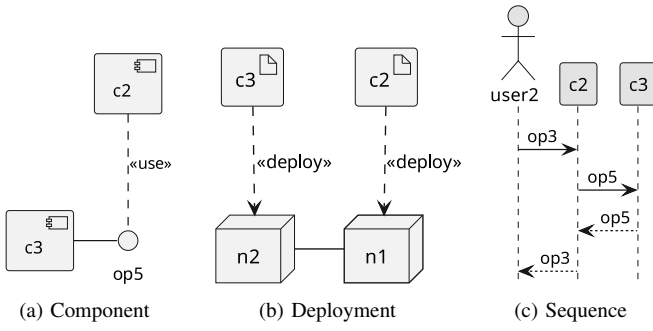 c2
«use»
c3
op5
(a) Component
c3
c2
«deploy»
«deploy»
n2
n1
(b) Deployment
user2
c2
c3
op3
op5
op5
op3
(c) Sequence